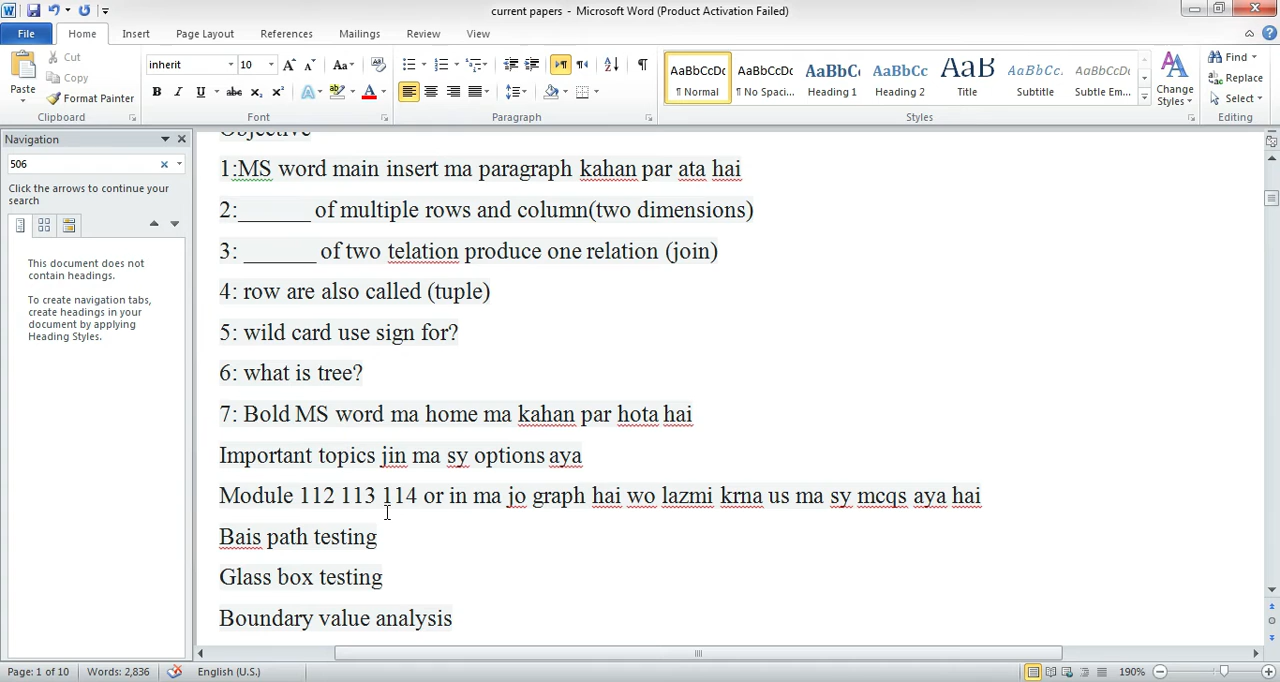 current papers - Microsoft Word (Product Activation Failed)
File Home Insert Page Layout References Mailings Review View
Paste
Cut
Copy
Format Painter
Clipboard
inherit 10
Font
Paragraph
AaBbCcDc AaBbCcDc AaBbC AaBbCc AaB AaBbCc. AaBbCcDc
¶ Normal ¶ No Spaci... Heading 1 Heading 2 Title Subtitle Subtle Em...
Styles
Change
Styles
Find
Replace
Select
Editing
Navigation
506
Click the arrows to continue your
search
This document does not
contain headings.
To create navigation tabs,
create headings in your
document by applying
Heading Styles.
Objective
1:MS word main insert ma paragraph kahan par ata hai
2:______ of multiple rows and column(two dimensions)
3: ______ of two telation produce one relation (join)
4: row are also called (tuple)
5: wild card use sign for?
6: what is tree?
7: Bold MS word ma home ma kahan par hota hai
Important topics jin ma sy options aya
Module 112 113 114 or in ma jo graph hai wo lazmi krna us ma sy mcqs aya hai
Bais path testing
Glass box testing
Boundary value analysis
Page: 1 of 10 Words: 2,836 English (U.S.) 190%